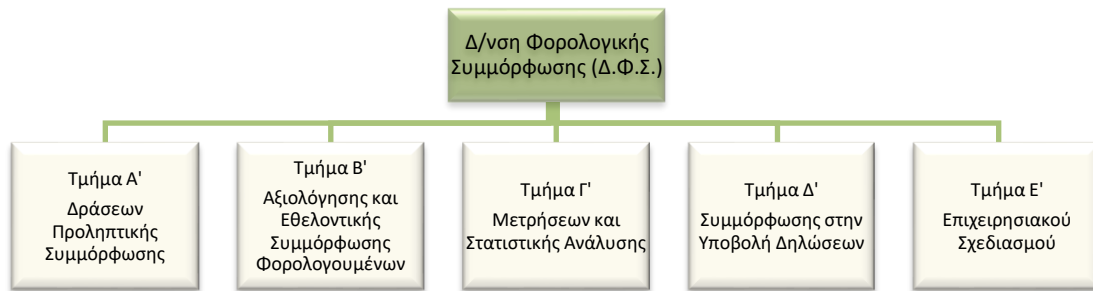 Δ/νση Φορολογικής
Συμμόρφωσης (Δ.Φ.Σ.)
Τμήμα Α'
Δράσεων
Προληπτικής
Συμμόρφωσης
Τμήμα Β'
Αξιολόγησης και
Εθελοντικής
Συμμόρφωσης
Φορολογουμένων
Τμήμα Γ'
Μετρήσεων και
Στατιστικής Ανάλυσης
Τμήμα Δ'
Συμμόρφωσης στην
Υποβολή Δηλώσεων
Τμήμα Ε'
Επιχειρησιακού
Σχεδιασμού